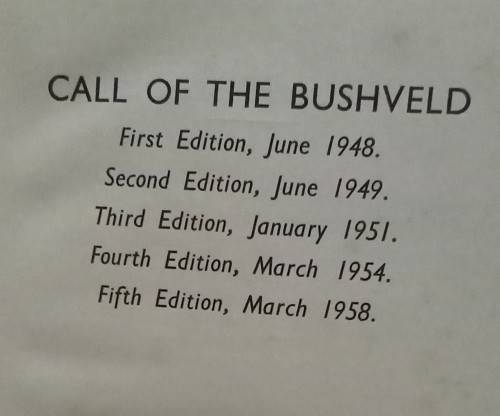 CALL OF THE BUSHVELD
First Edition, June 1948.
Second Edition, June 1949.
Third Edition, January 1951.
Fourth Edition, March 1954.
Fifth Edition, March 1958.